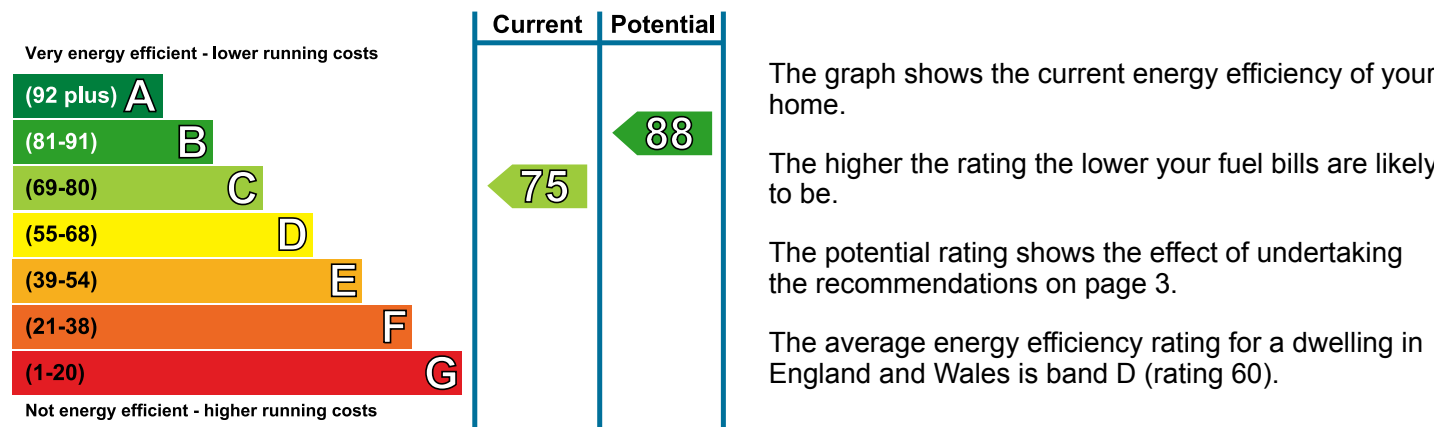 Current Potential
Very energy efficient - lower running costs
(92 plus) A
(81-91) B
88
(69-80) C
75
(55-68) D
(39-54) E
(21-38) F
(1-20) G
Not energy efficient - higher running costs
The graph shows the current energy efficiency of your
home.
The higher the rating the lower your fuel bills are likely
to be.
The potential rating shows the effect of undertaking
the recommendations on page 3.
The average energy efficiency rating for a dwelling in
England and Wales is band D (rating 60).